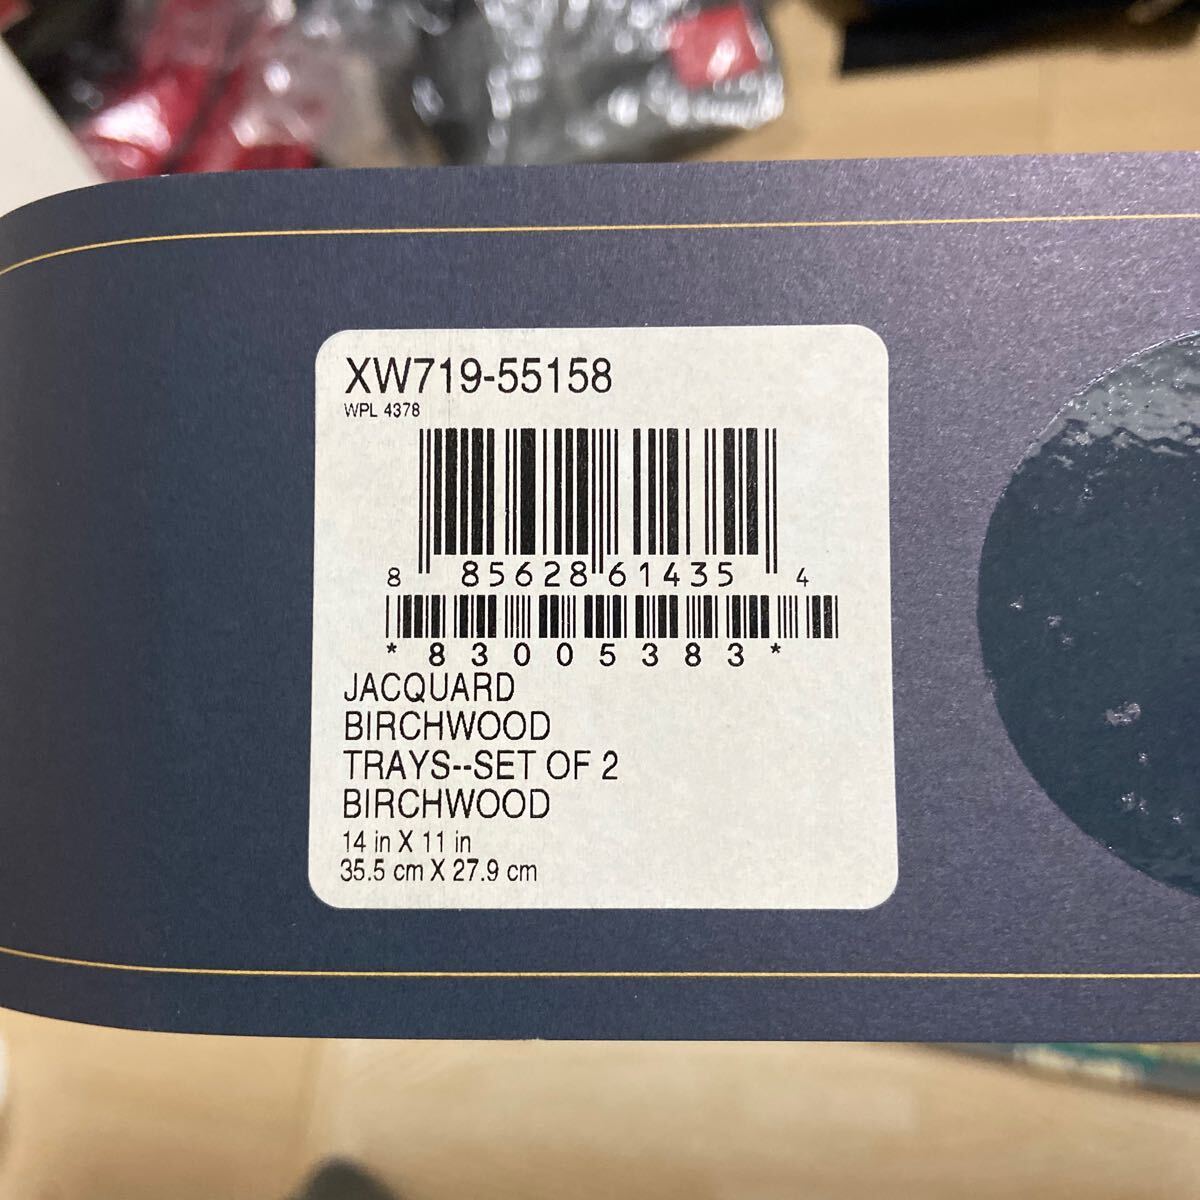 XW719-55158
WPL 4378
8 85628 61435 4
*83005383*
JACQUARD
BIRCHWOOD
TRAYS--SET OF 2
BIRCHWOOD
14 in X 11 in
35.5 cm X 27.9 cm